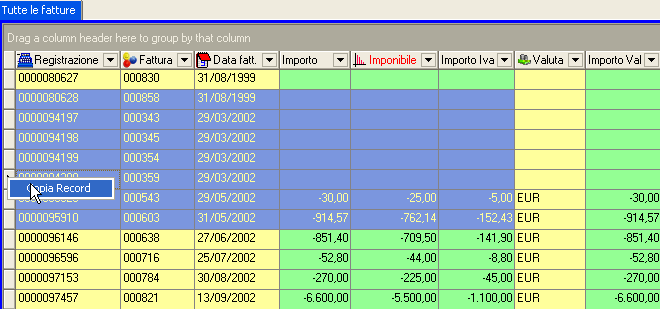 Tutte le fatture
Drag a column header here to group by that column
Registrazione Fattura Data fatt. Importo Imponibile Importo Iva Valuta Importo Val
0000080627 000830 31/08/1999
0000080628 000858 31/08/1999
0000094197 000343 29/03/2002
0000094198 000345 29/03/2002
0000094199 000354 29/03/2002
000359 29/03/2002
Copia Record
000543 29/05/2002 -30,00 -25,00 -5,00 EUR -30,00
0000095910 000603 31/05/2002 -914,57 -762,14 -152,43 EUR -914,57
0000096146 000638 27/06/2002 -851,40 -709,50 -141,90 EUR -851,40
0000096596 000716 25/07/2002 -52,80 -44,00 -8,80 EUR -52,80
0000097153 000784 30/08/2002 -270,00 -225,00 -45,00 EUR -270,00
0000097457 000821 13/09/2002 -6.600,00 -5.500,00 -1.100,00 EUR -6.600,00